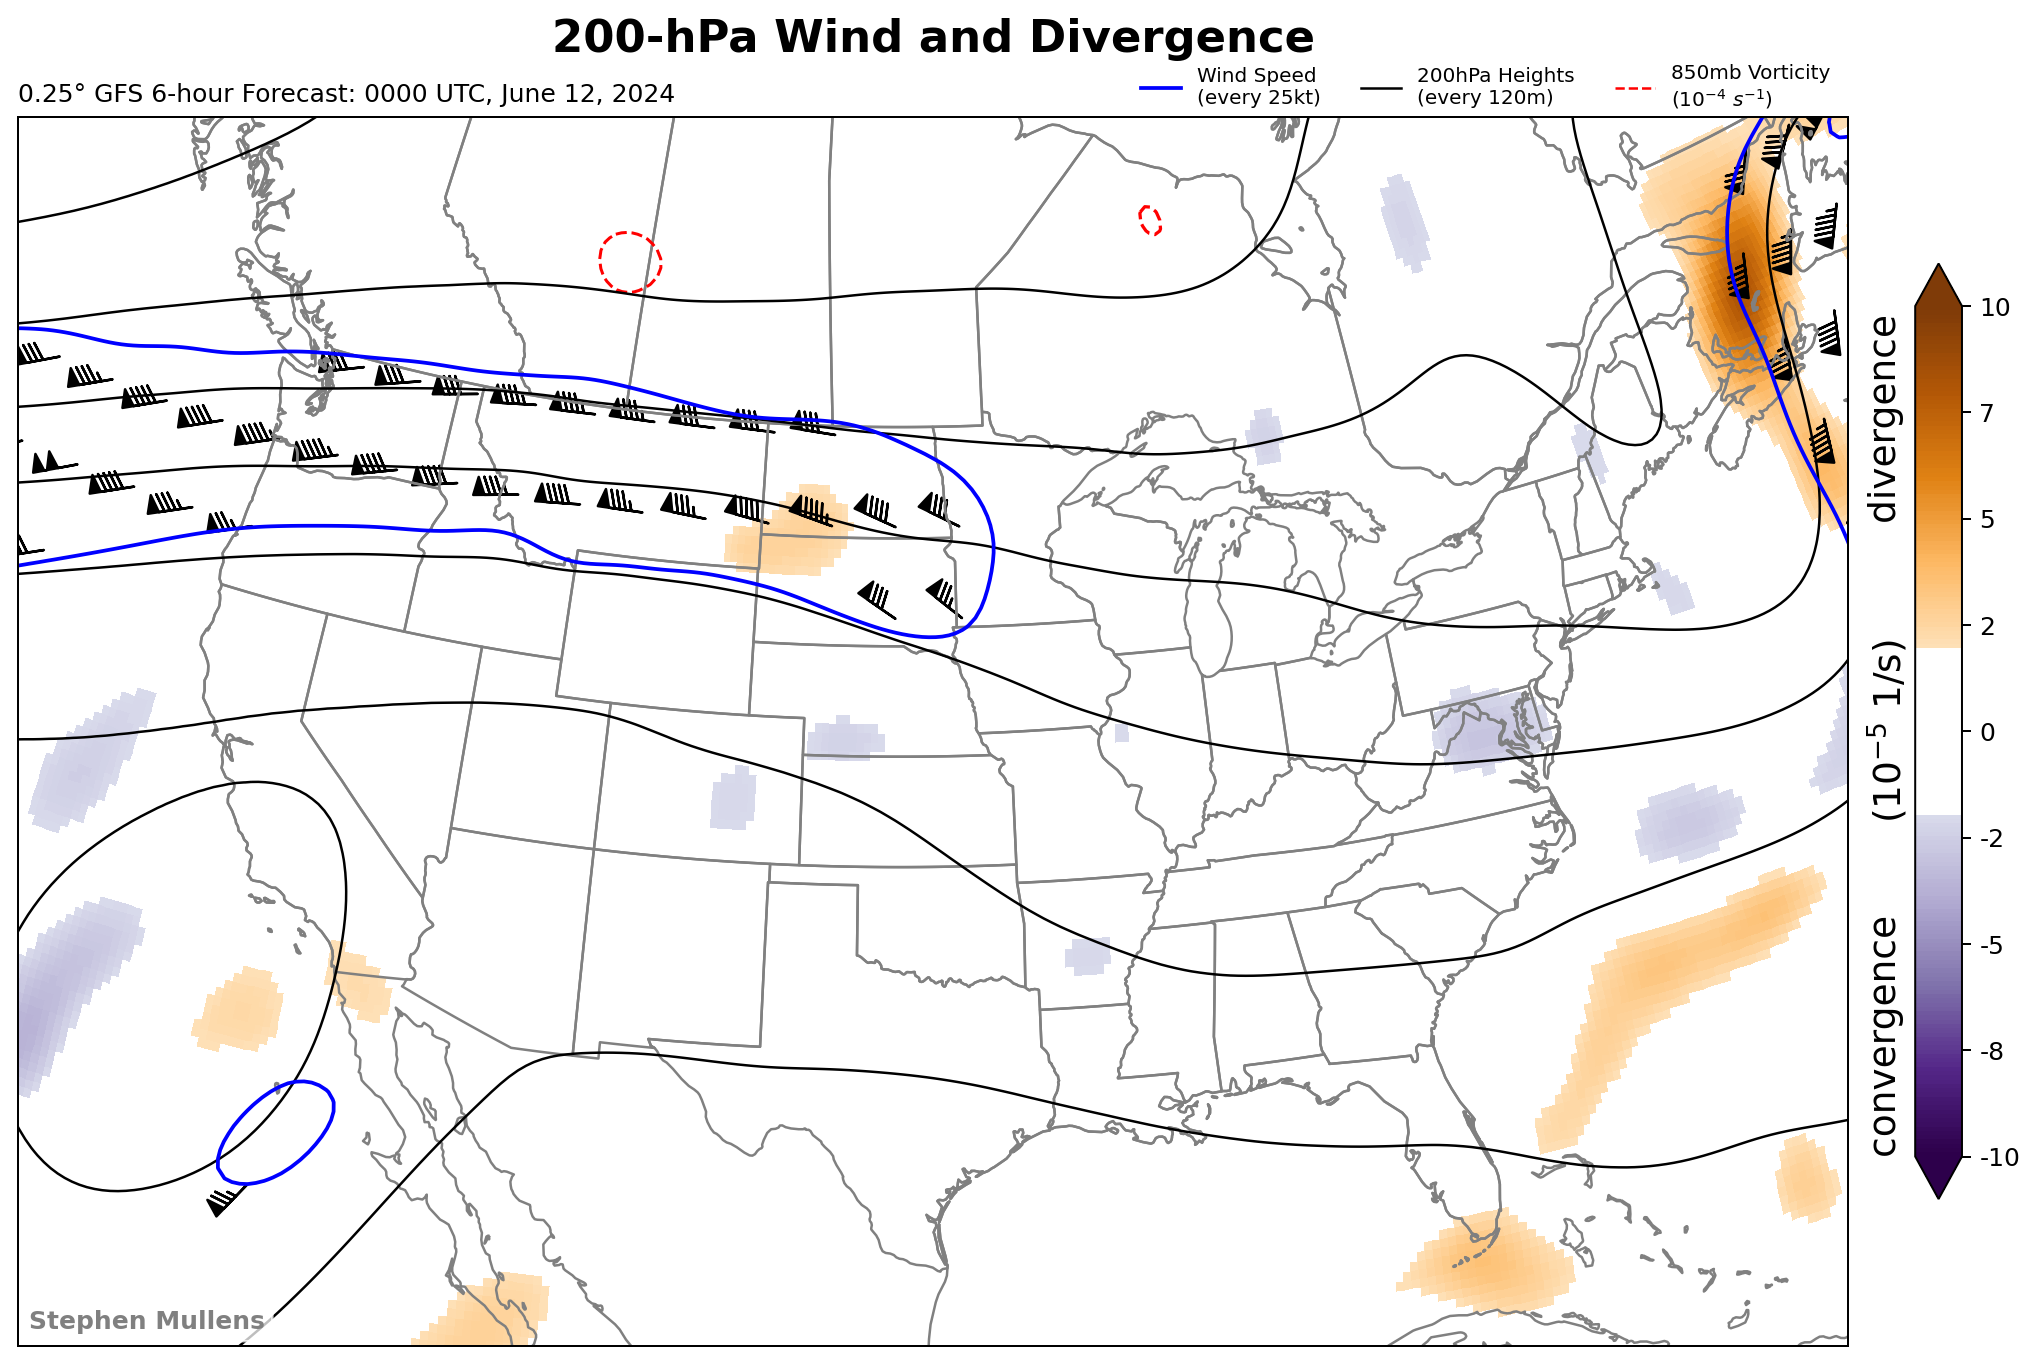 200-hPa Wind and Divergence
0.25° GFS 6-hour Forecast: 0000 UTC, June 12, 2024
Wind Speed
(every 25kt)
200hPa Heights
(every 120m)
850mb Vorticity
(10⁻⁴ s⁻¹)
10
7
5
2
0
-2
-5
-8
-10
convergence (10⁻⁵ 1/s) divergence
Stephen Mullens